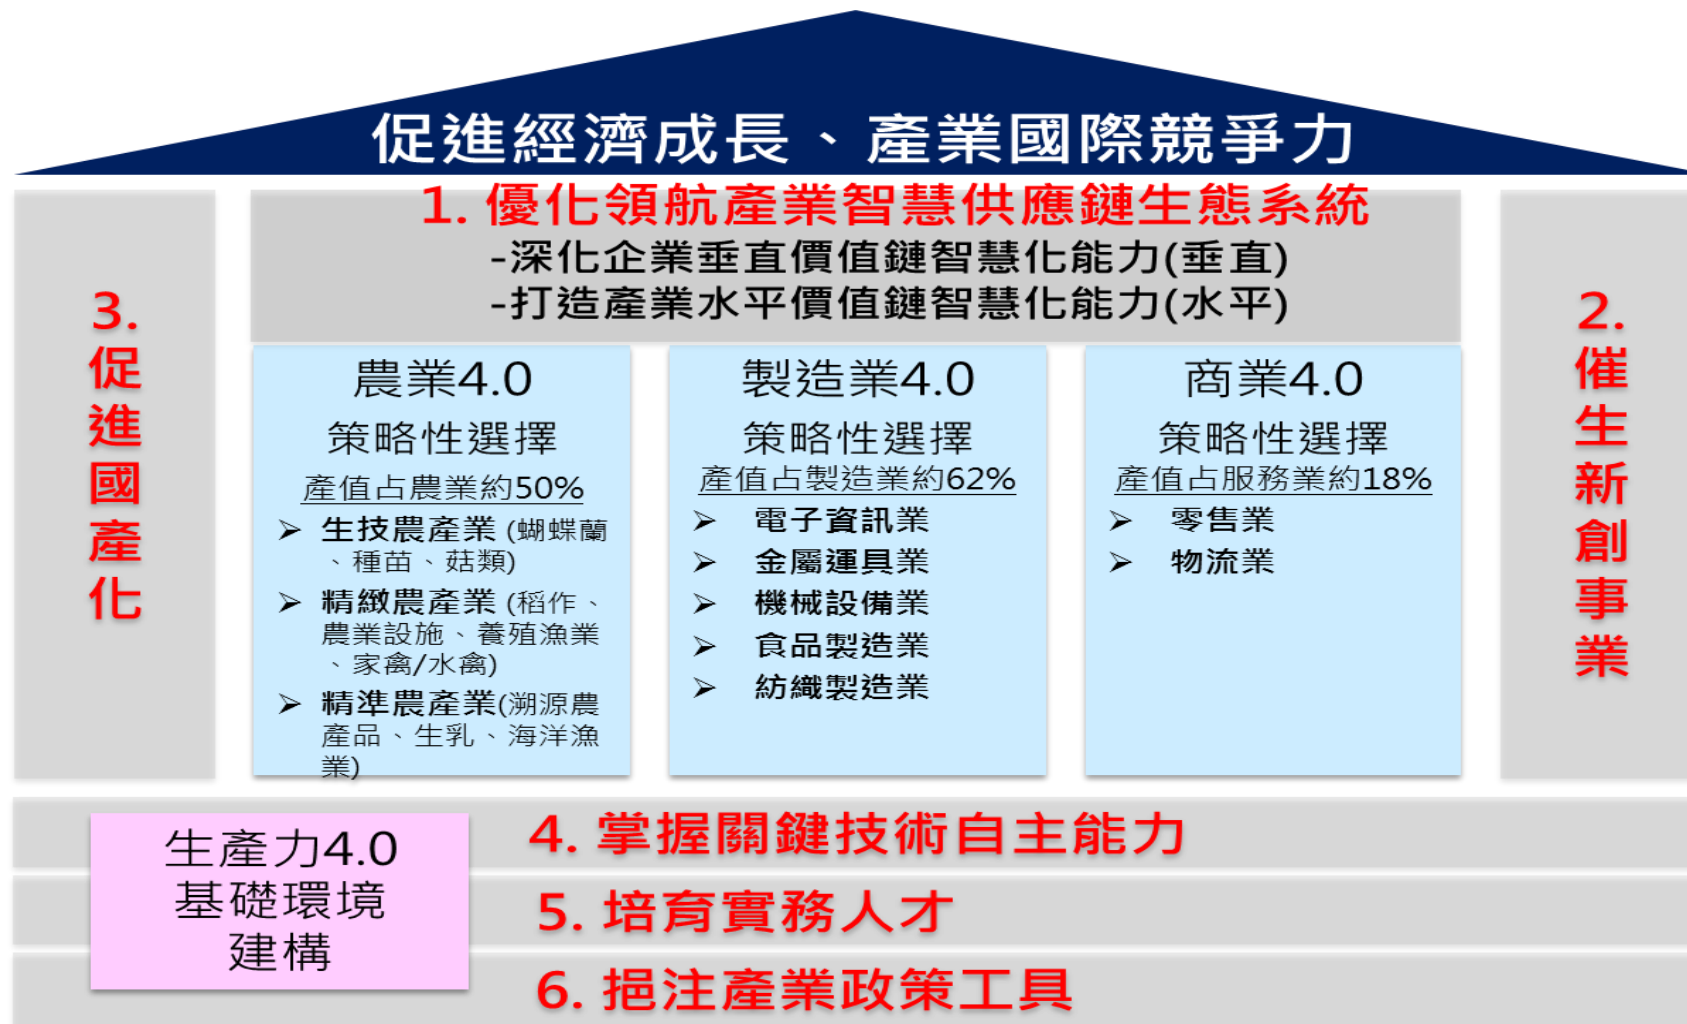 促進經濟成長、產業國際競爭力
1. 優化領航產業智慧供應鏈生態系統
-深化企業垂直價值鏈智慧化能力(垂直)
-打造產業水平價值鏈智慧化能力(水平)
3.
促
進
國
產
化
農業4.0
策略性選擇
產值占農業約50%
➢ 生技農產業 (蝴蝶蘭
、種苗、菇類)
➢ 精緻農產業 (稻作、
農業設施、養殖漁業
、家禽/水禽)
➢ 精準農產業(溯源農
產品、生乳、海洋漁
業)
製造業4.0
策略性選擇
產值占製造業約62%
➢ 電子資訊業
➢ 金屬運具業
➢ 機械設備業
➢ 食品製造業
➢ 紡織製造業
商業4.0
策略性選擇
產值占服務業約18%
➢ 零售業
➢ 物流業
2.
催
生
新
創
事
業
生產力4.0
基礎環境
建構
4. 掌握關鍵技術自主能力
5. 培育實務人才
6. 挹注產業政策工具